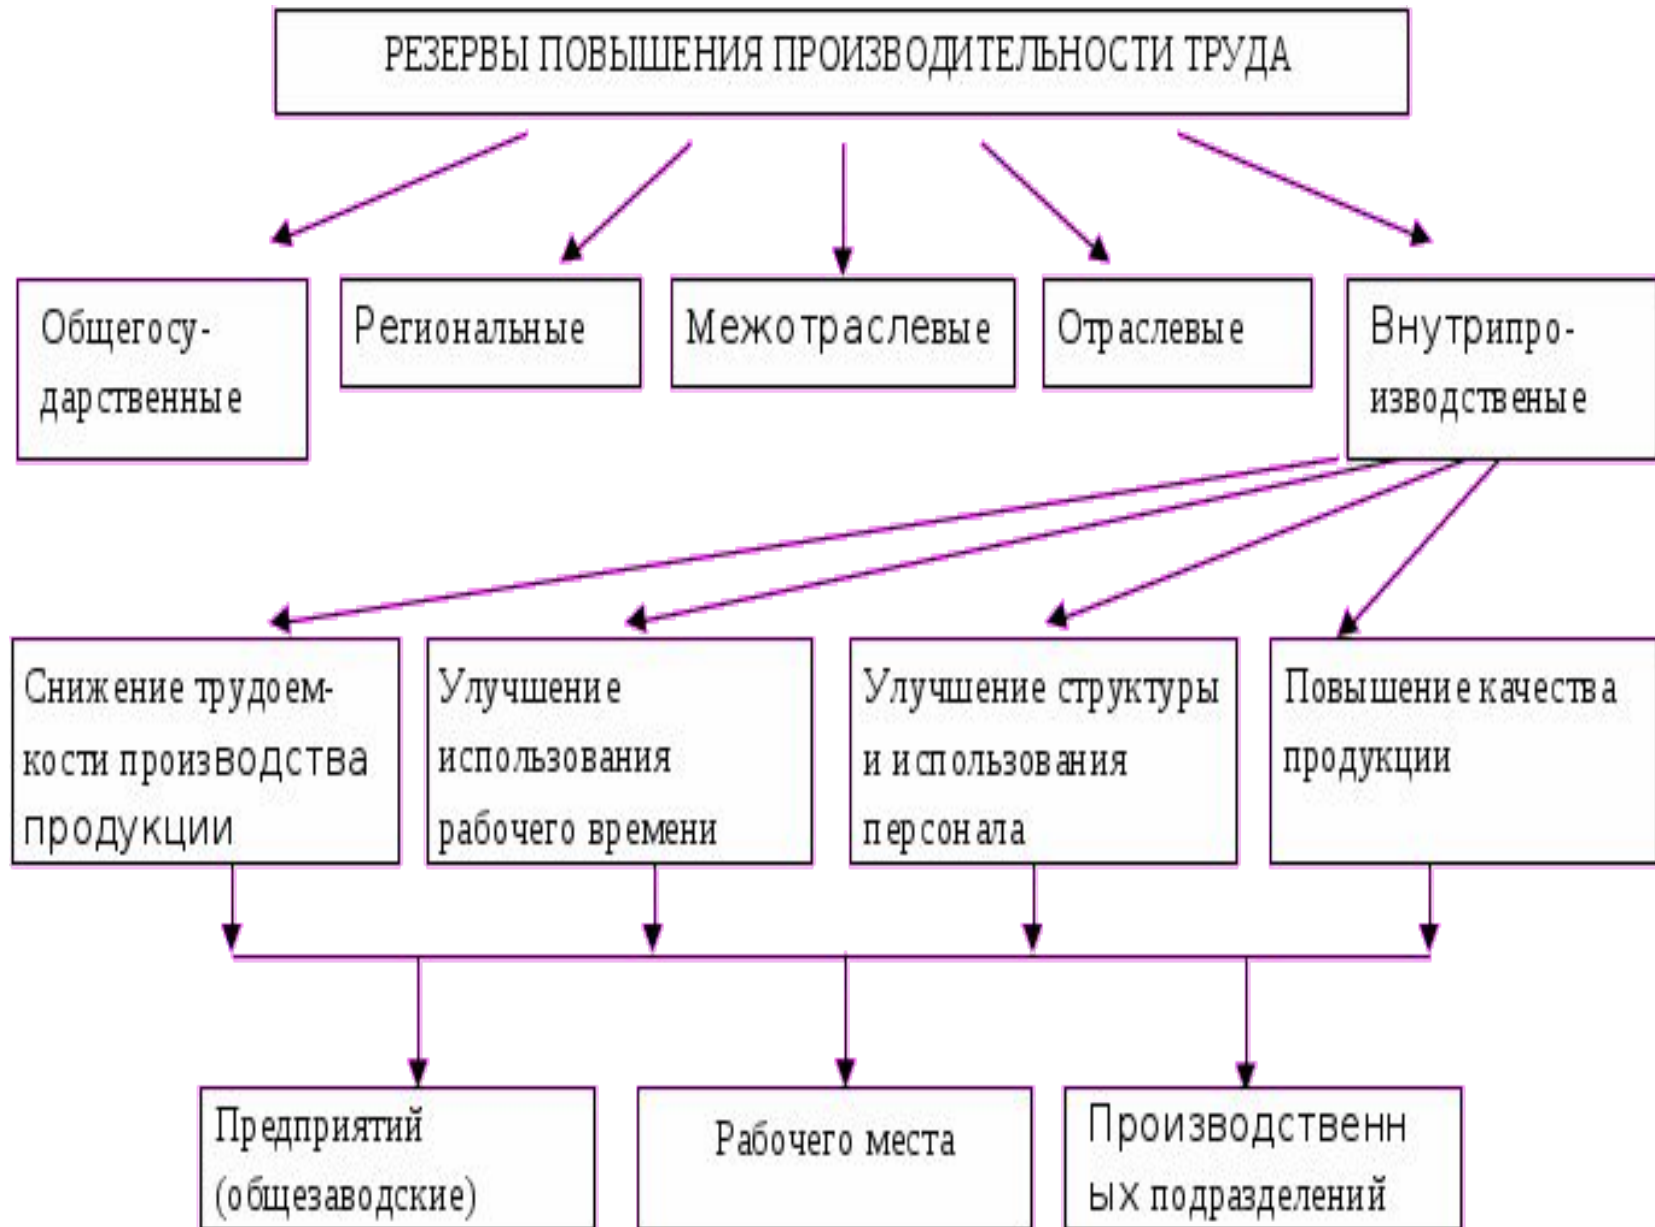 РЕЗЕРВЫ ПОВЫШЕНИЯ ПРОИЗВОДИТЕЛЬНОСТИ ТРУДА
Общегосу-
дарственные
Региональные
Межотраслевые
Отраслевые
Внутрипро-
изводственые
Снижение трудоем-
кости производства
продукции
Улучшение
использования
рабочего времени
Улучшение структуры
и использования
персонала
Повышение качества
продукции
Предприятий
(общезаводские)
Рабочего места
Производственн
ых подразделений